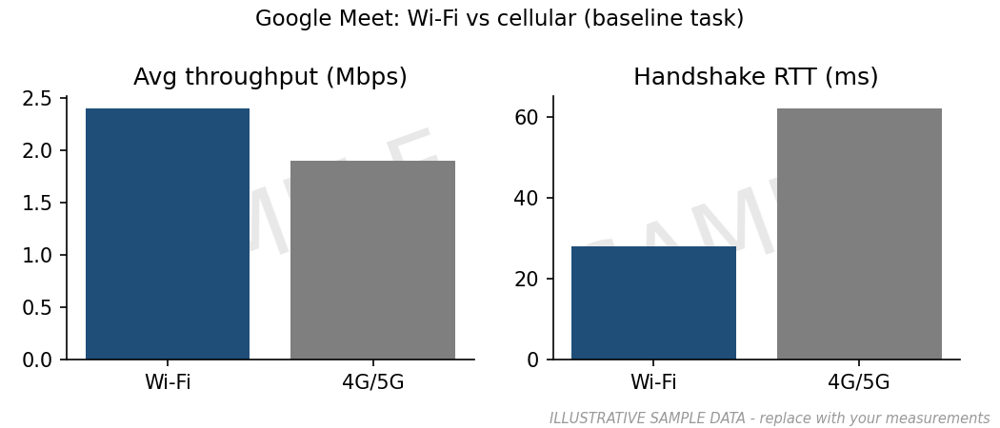 Google Meet: Wi-Fi vs cellular (baseline task)
Avg throughput (Mbps)
2.5
2.0
1.5
1.0
0.5
0.0
Wi-Fi
4G/5G
Handshake RTT (ms)
60
40
20
0
Wi-Fi
4G/5G
ILLUSTRATIVE SAMPLE DATA - replace with your measurements